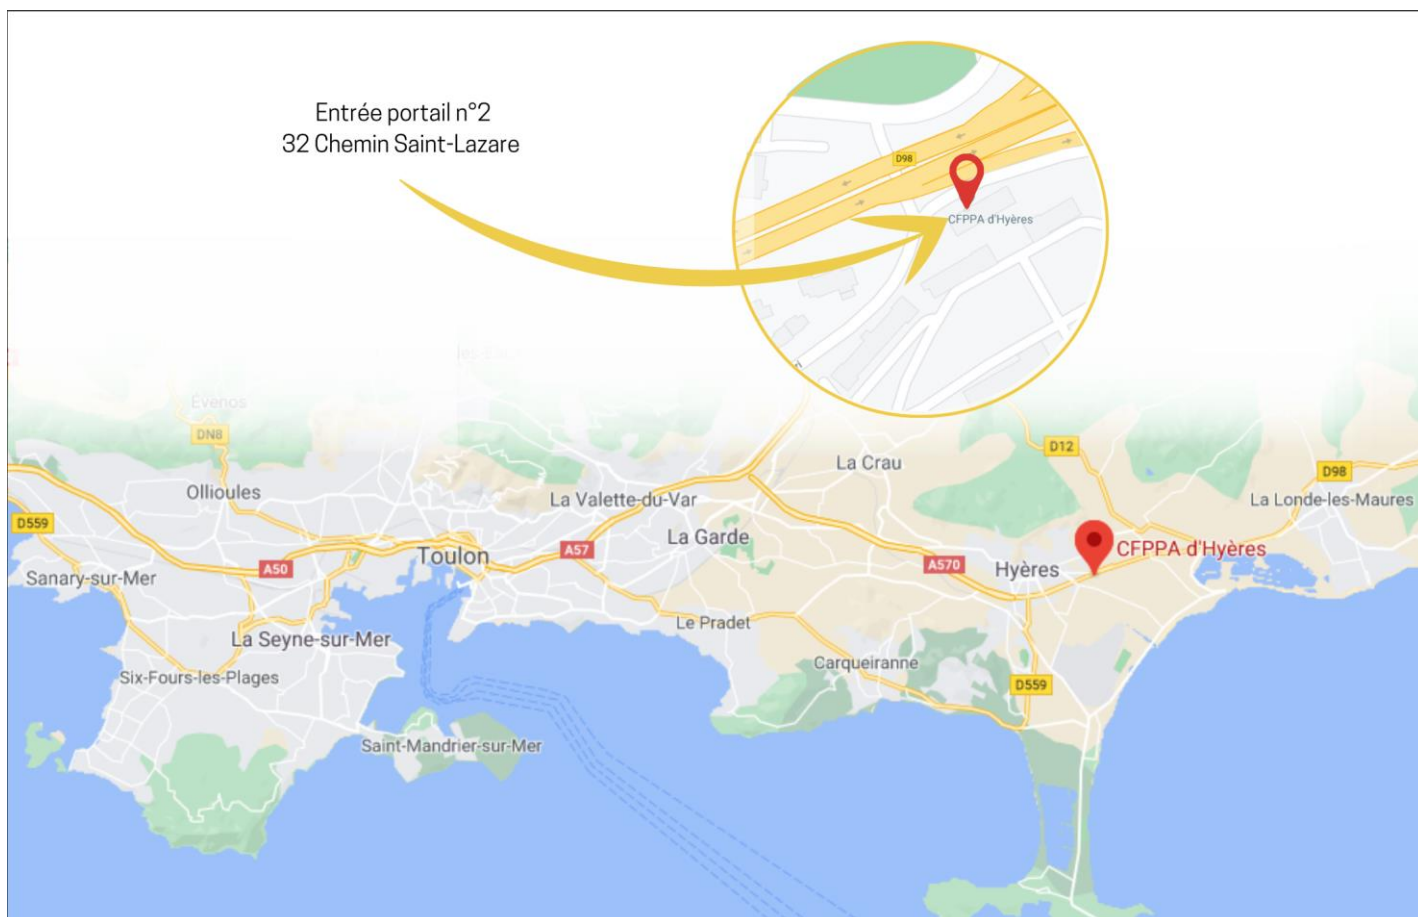 Entrée portail n°2
32 Chemin Saint-Lazare
D98
CFPPA d'Hyères
Évenos
DN8
La Crau
D12
D98
Ollioules
La Valette-du-Var
La Londe-les-Maures
D559
La Garde
Toulon
A57
CFPPA d'Hyères
A50
A570
Hyères
Sanary-sur-Mer
Le Pradet
La Seyne-sur-Mer
Carqueiranne
Six-Fours-les-Plages
D559
Saint-Mandrier-sur-Mer